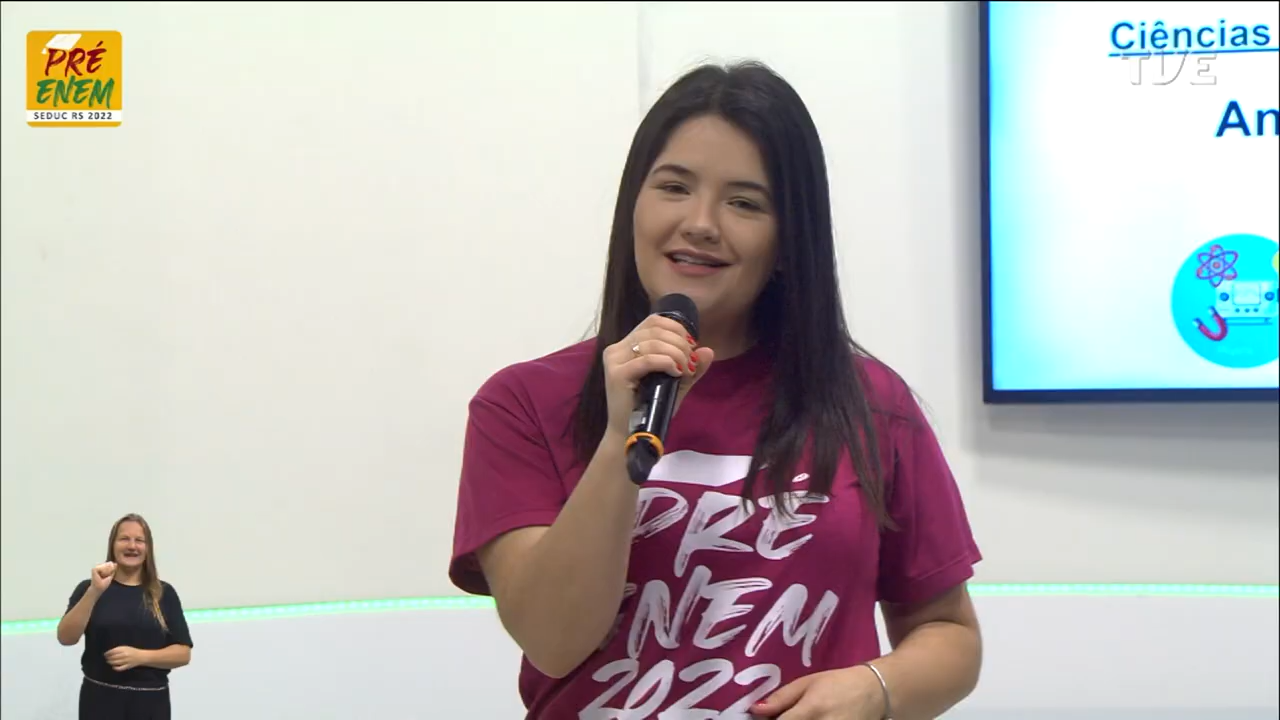 PRÉ
ENEM
SEDUC RS 2022
Ciências
TVE
An
PRÉ
ENEM
2022